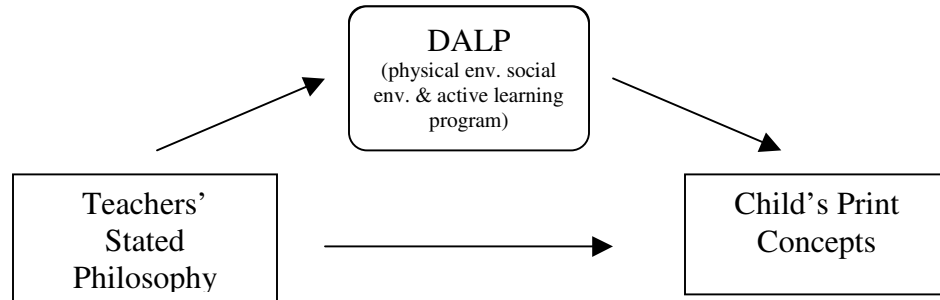 DALP
(physical env. social
env. & active learning
program)
Teachers’
Stated
Philosophy
Child’s Print
Concepts